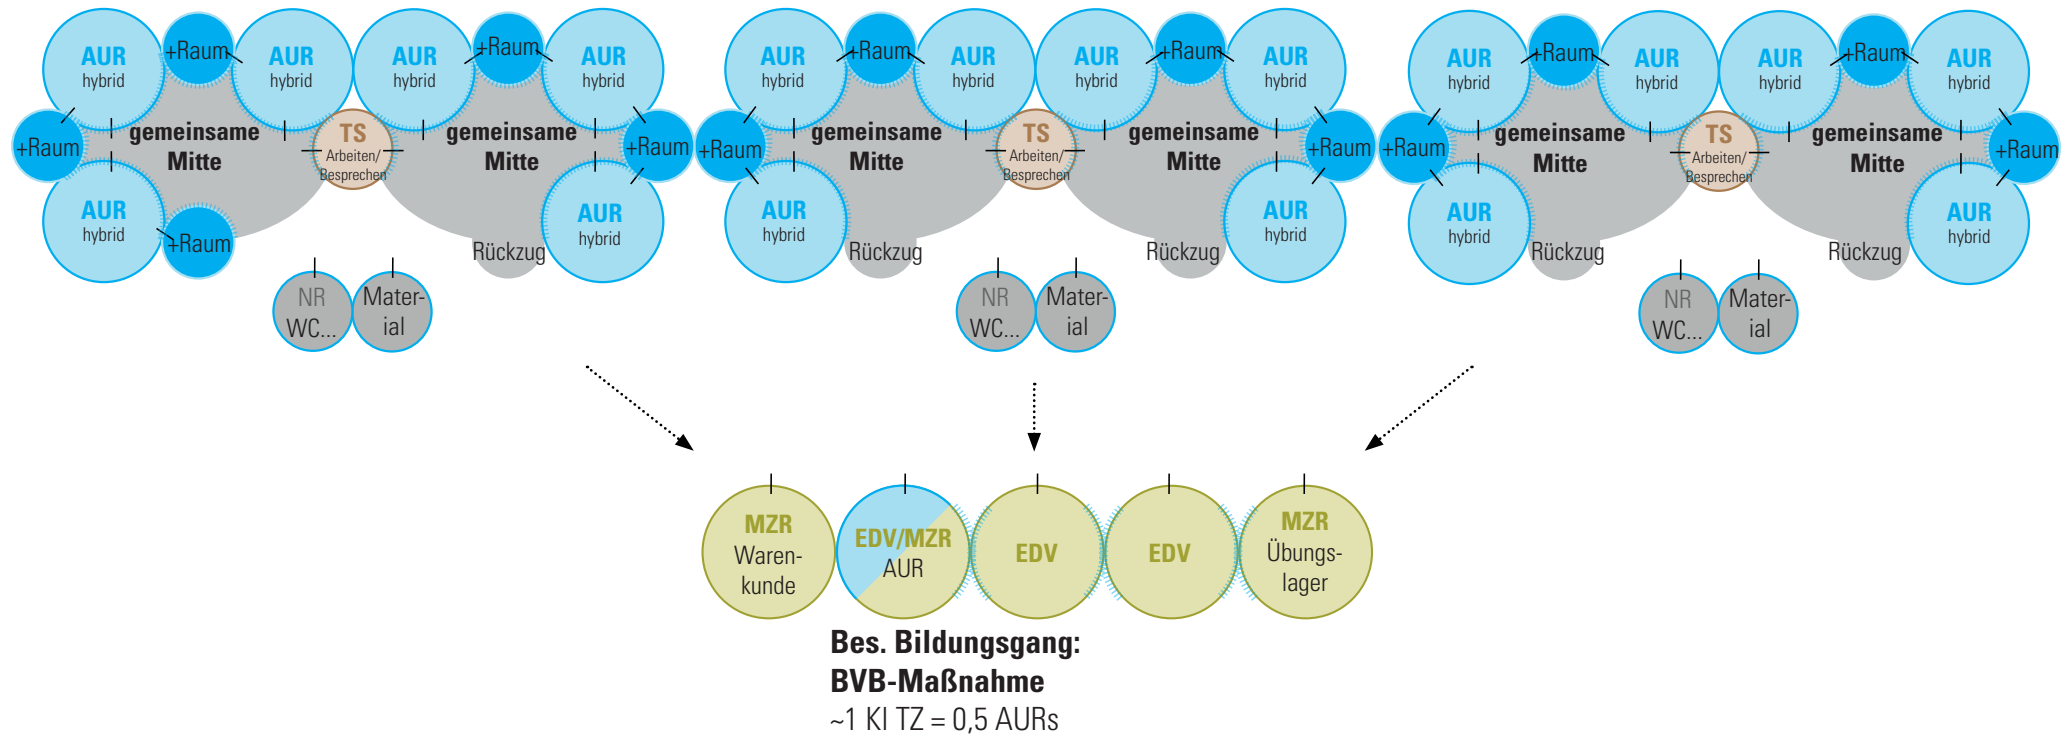 AUR
hybrid
+Raum
AUR
hybrid
AUR
hybrid
+Raum
AUR
hybrid
+Raum
gemeinsame
Mitte
TS
Arbeiten/
Besprechen
gemeinsame
Mitte
+Raum
AUR
hybrid
+Raum
Rückzug
AUR
hybrid
NR
WC...
Mater-
ial
AUR
hybrid
+Raum
AUR
hybrid
AUR
hybrid
+Raum
AUR
hybrid
+Raum
gemeinsame
Mitte
TS
Arbeiten/
Besprechen
gemeinsame
Mitte
+Raum
AUR
hybrid
Rückzug
Rückzug
AUR
hybrid
NR
WC...
Mater-
ial
AUR
hybrid
+Raum
AUR
hybrid
AUR
hybrid
+Raum
AUR
hybrid
+Raum
gemeinsame
Mitte
TS
Arbeiten/
Besprechen
gemeinsame
Mitte
+Raum
AUR
hybrid
Rückzug
Rückzug
AUR
hybrid
NR
WC...
Mater-
ial
MZR
Waren-
kunde
EDV/MZR
AUR
EDV
EDV
MZR
Übungs-
lager
Bes. Bildungsgang:
BVB-Maßnahme
~1 KI TZ = 0,5 AURs